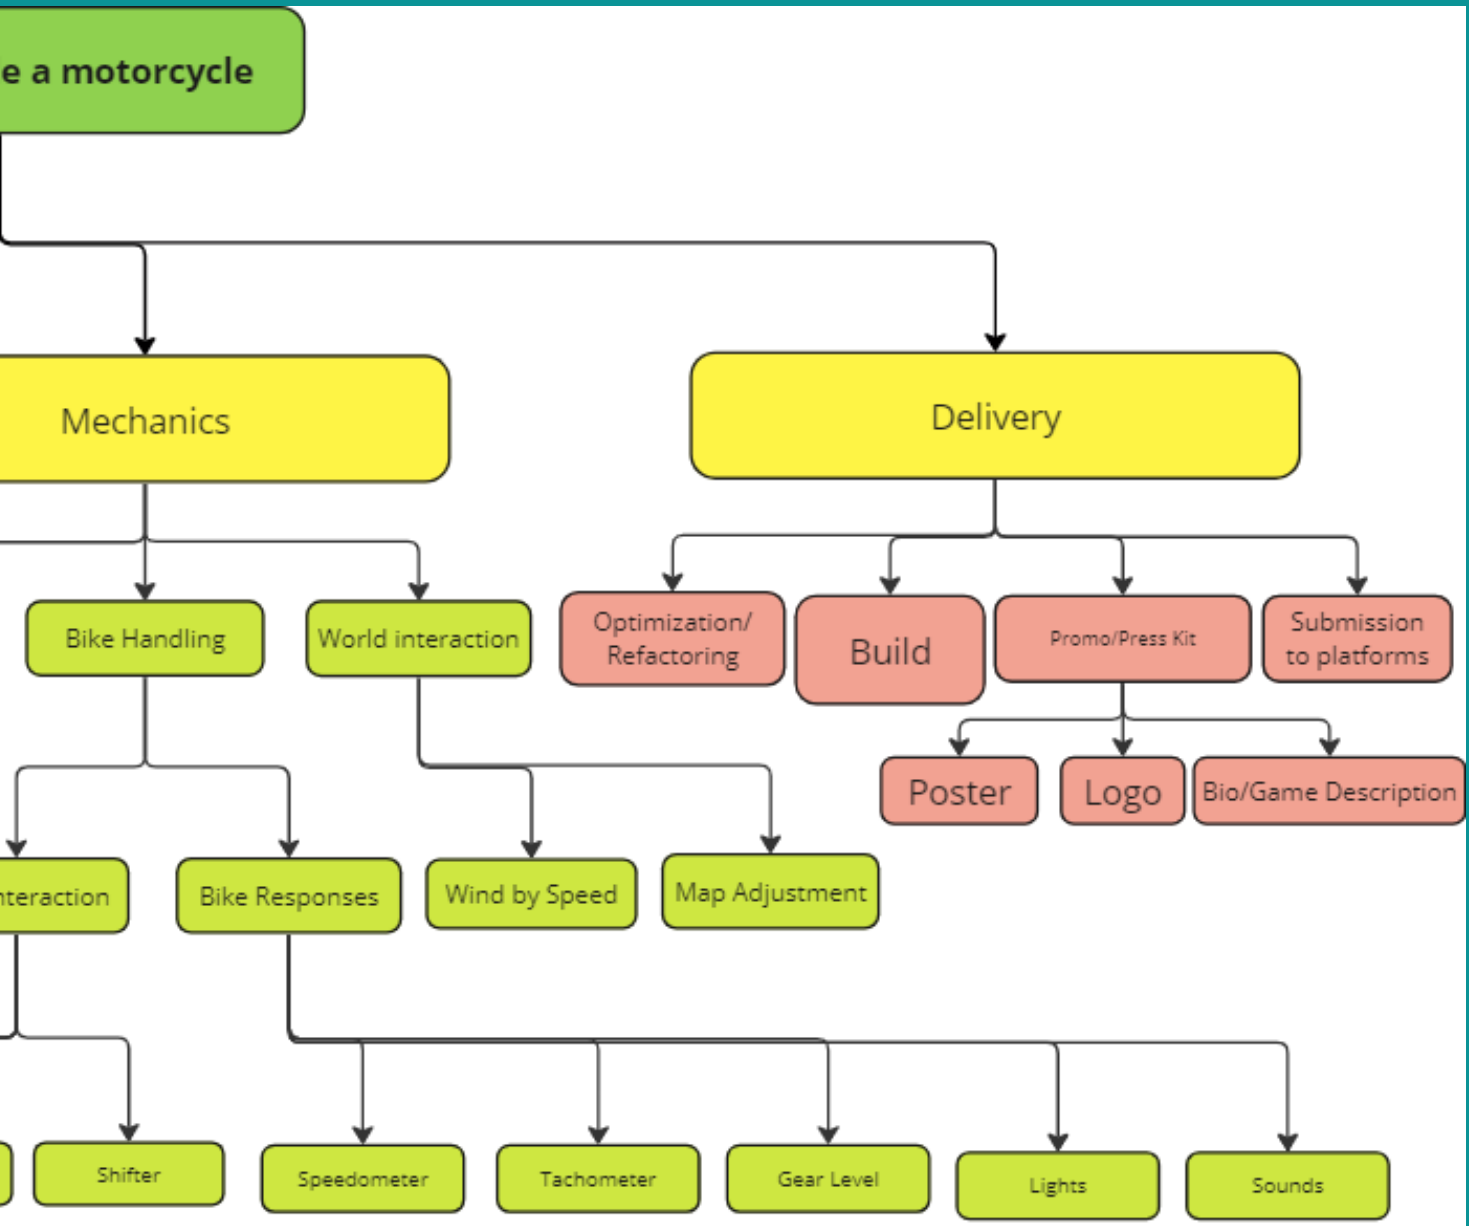 e a motorcycle
Mechanics
Delivery
Bike Handling
World interaction
Optimization/
Refactoring
Build
Promo/Press Kit
Submission
to platforms
Poster
Logo
Bio/Game Description
nteraction
Bike Responses
Wind by Speed
Map Adjustment
Shifter
Speedometer
Tachometer
Gear Level
Lights
Sounds